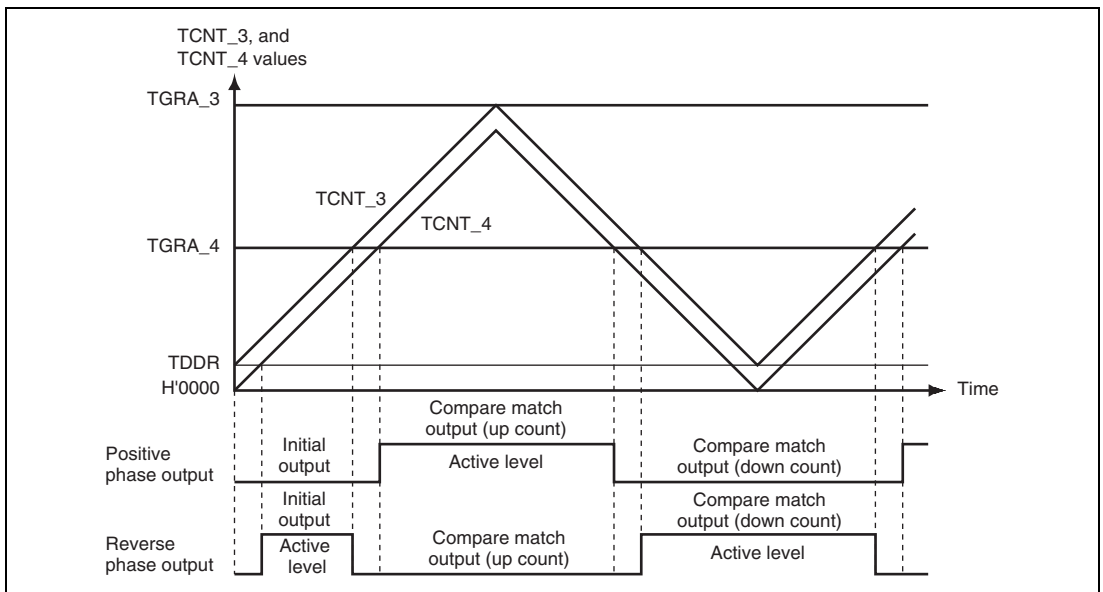 TCNT_3, and
TCNT_4 values
TGRA_3
TCNT_3
TCNT_4
TGRA_4
TDDR
H'0000
Time
Compare match
output (up count)
Positive
phase output
Initial
output
Active level
Compare match
output (down count)
Initial
output
Compare match
output (down count)
Reverse
phase output
Active
level
Compare match
output (up count)
Active level